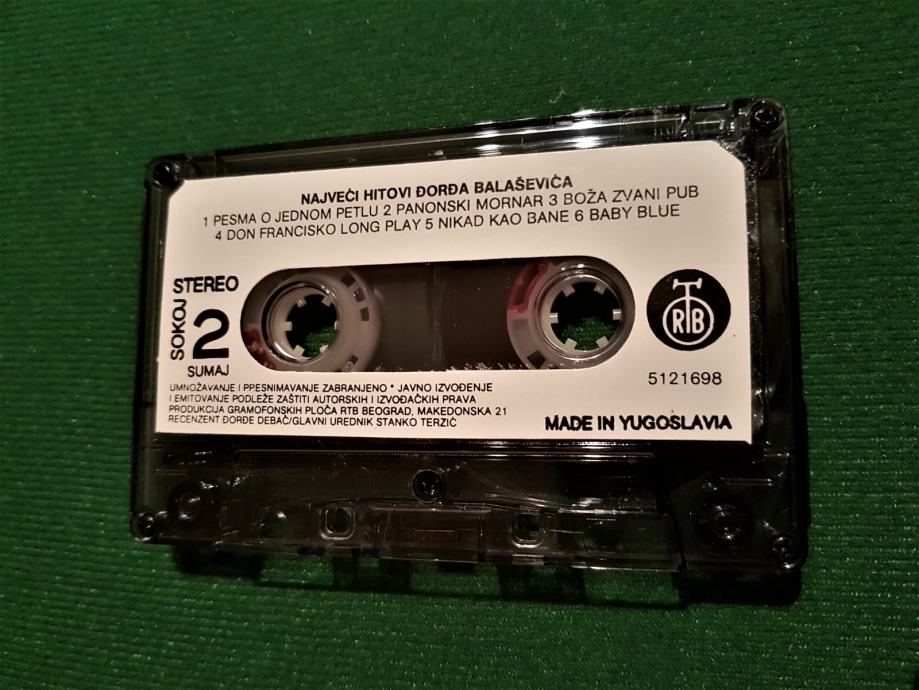 NAJVEĆI HITOVI ĐORĐA BALAŠEVIĆA
1 PESMA O JEDNOM PETLU 2 PANONSKI MORNAR 3 BOŽA ZVANI PUB
4 DON FRANCISKO LONG PLAY 5 NIKAD KAO BANE 6 BABY BLUE
STEREO
SOKOJ
2
SUMAJ
RTB
5121698
UMNOŽAVANJE I PPESNIMAVANJE ZABRANJENO * JAVNO IZVOĐENJE
I EMITOVANJE PODLEŽE ZAŠTITI AUTORSKIH I IZVOĐAČKIH PRAVA
PRODUKCIJA GRAMOFONSKIH PLOČA RTB BEOGRAD, MAKEDONSKA 21
RECENZENT ĐORĐE DEBAČ/GLAVNI UREDNIK STANKO TERZIĆ
MADE IN YUGOSLAVIA